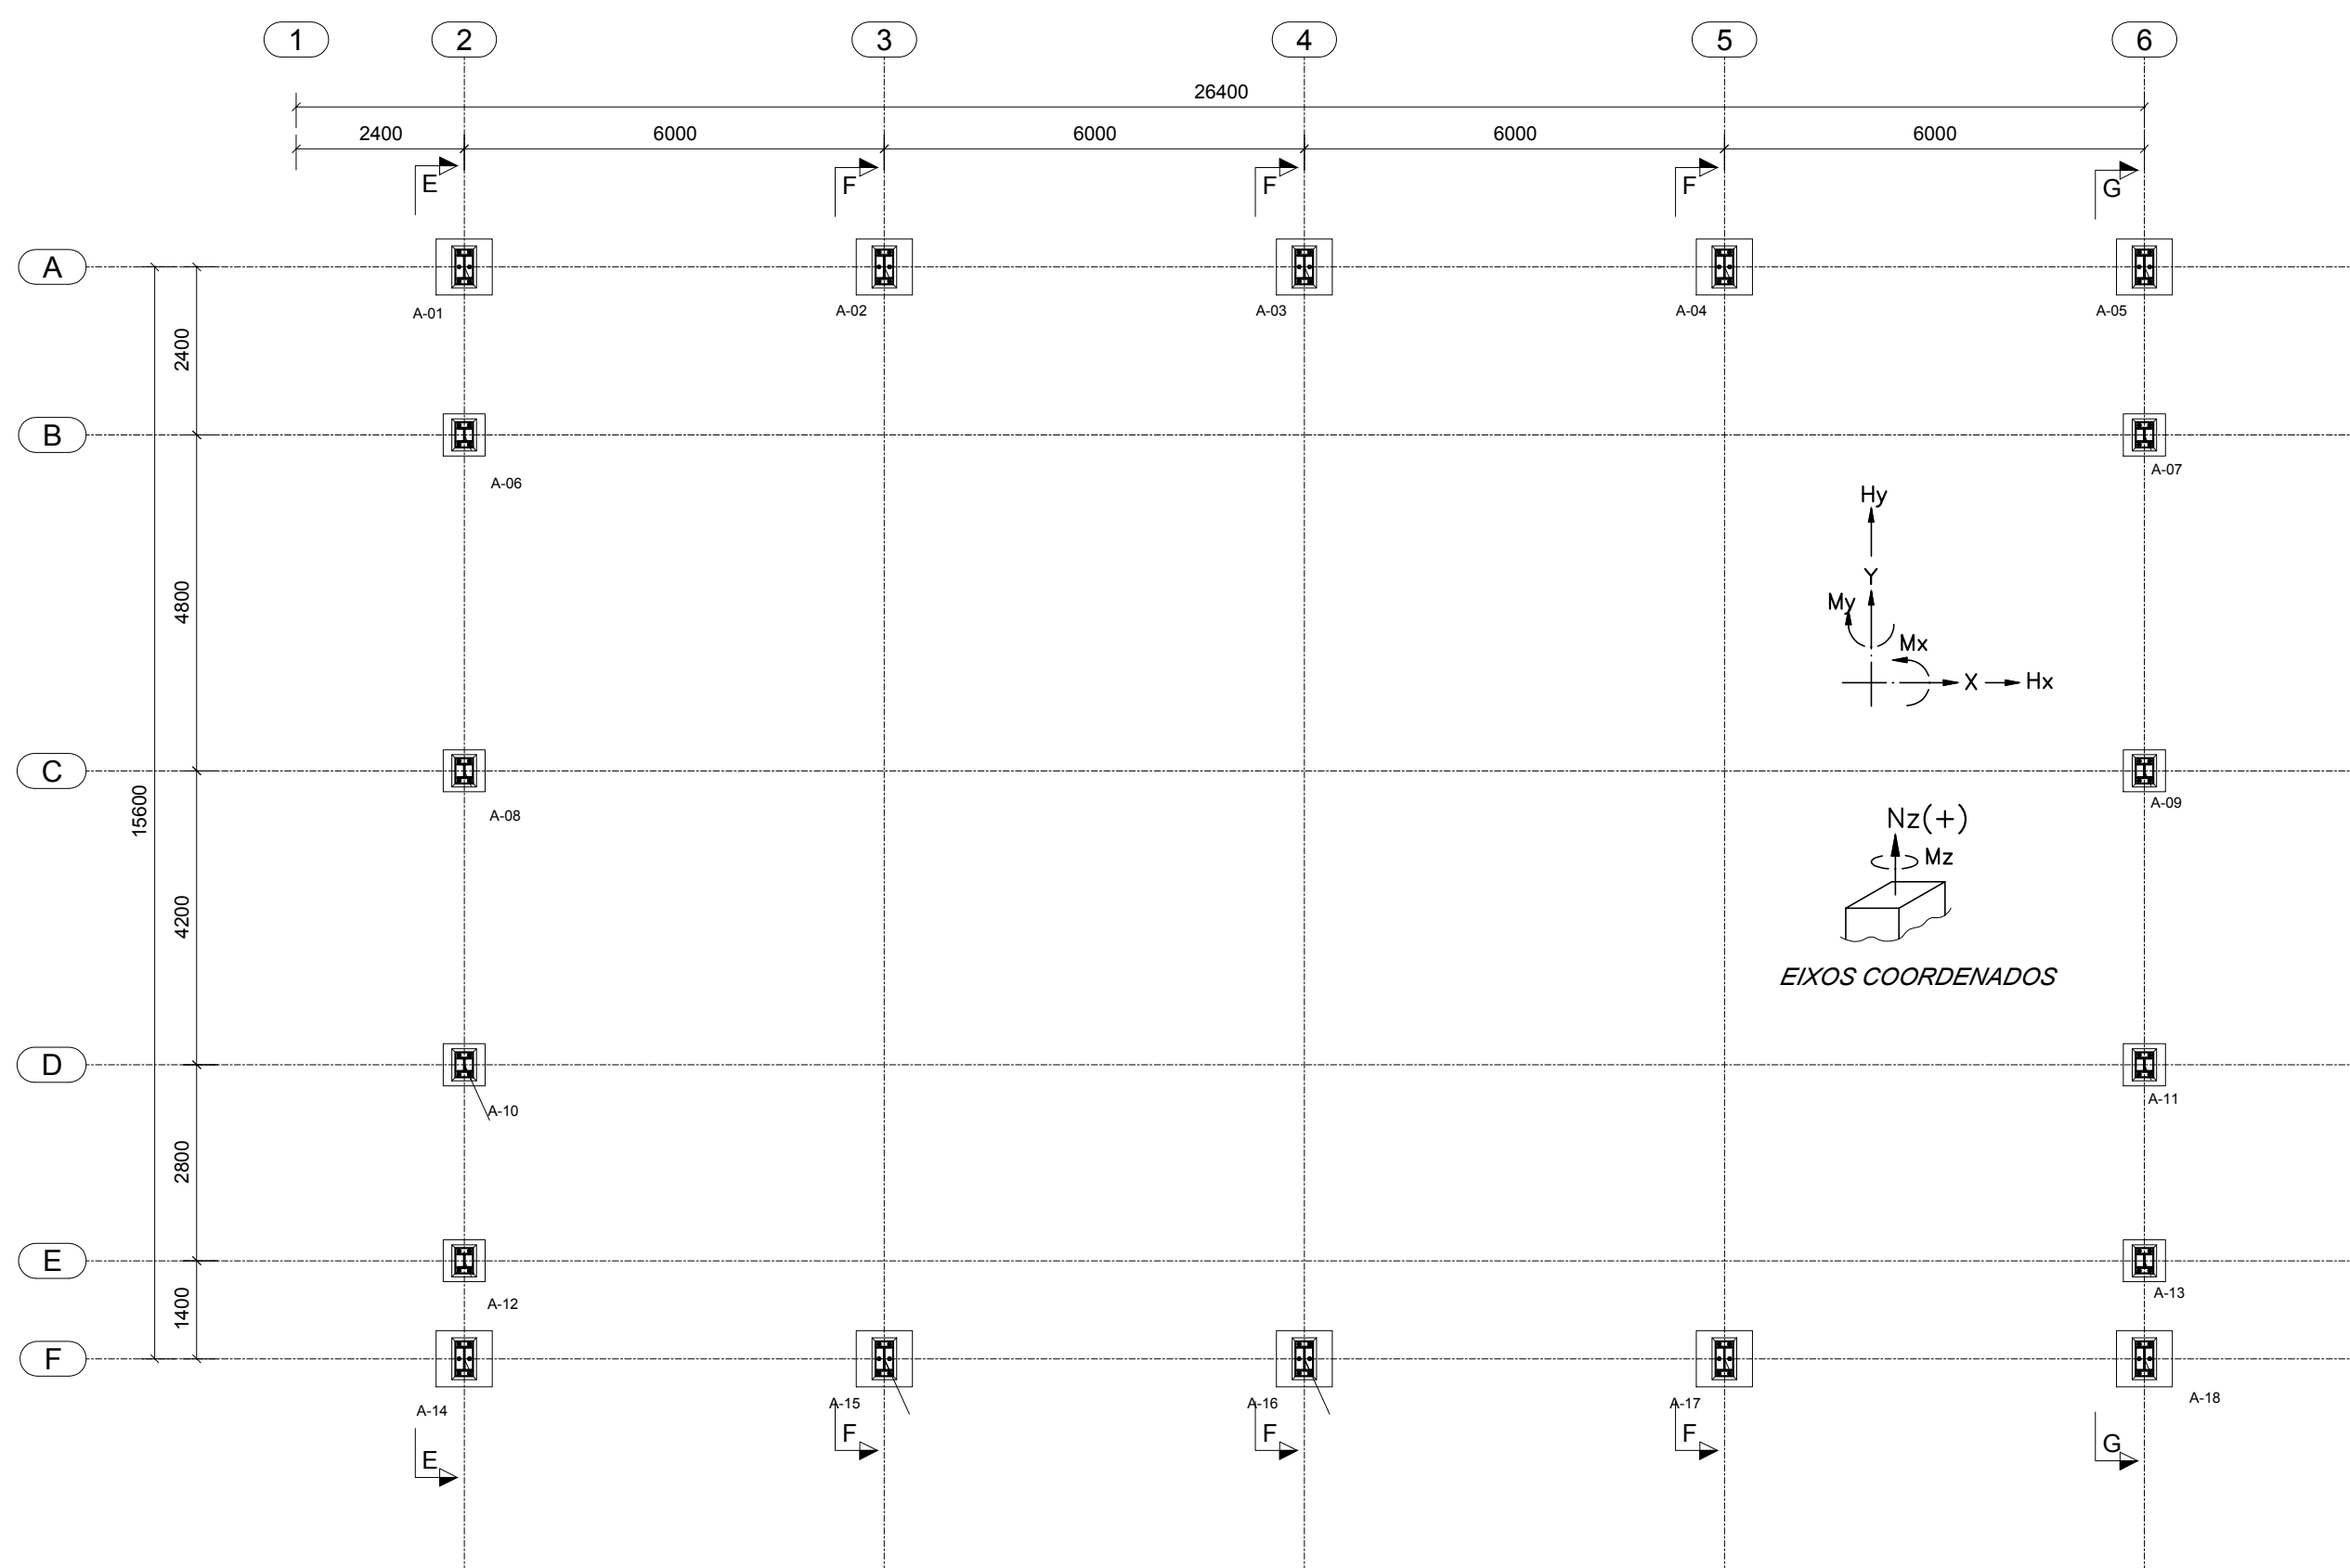 1 2 3 4 5 6
26400
2400 6000 6000 6000 6000
E F F F G
A
A-01 A-02 A-03 A-04 A-05
2400
B
A-06 A-07
Hy
4800
Y
My
Mx
X Hx
C
A-08 A-09
15600
Nz(+)
Mz
4200
EIXOS COORDENADOS
D
A-10 A-11
2800
E
A-12 A-13
1400
F
A-14 A-15 A-16 A-17 A-18
E F F F G